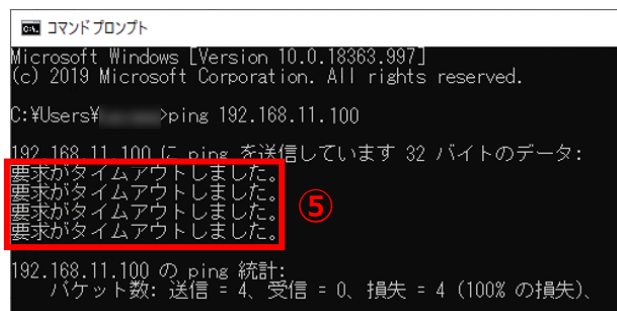 コマンド プロンプト
Microsoft Windows [Version 10.0.18363.997]
(c) 2019 Microsoft Corporation. All rights reserved.
C:¥Users¥ >ping 192.168.11.100
192.168.11.100 に ping を送信しています 32 バイトのデータ:
要求がタイムアウトしました。
要求がタイムアウトしました。
要求がタイムアウトしました。
要求がタイムアウトしました。
⑤
192.168.11.100 の ping 統計:
パケット数: 送信 = 4、受信 = 0、損失 = 4 (100% の損失)、